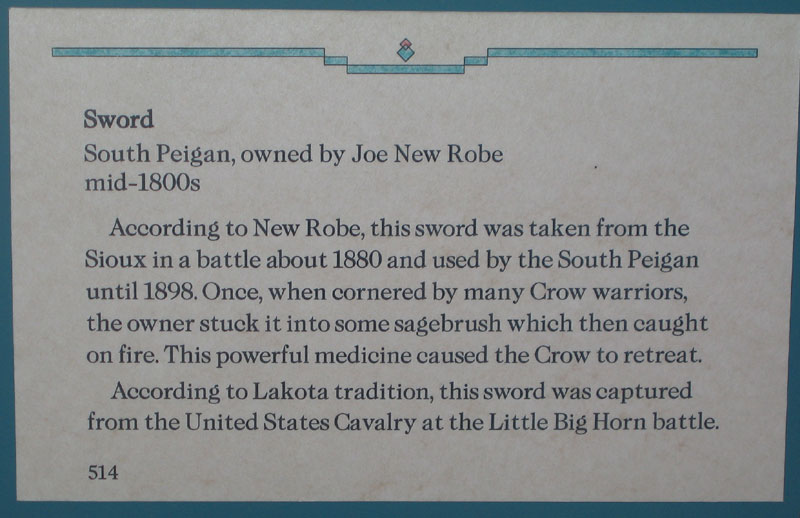 Sword
South Peigan, owned by Joe New Robe
mid-1800s
According to New Robe, this sword was taken from the
Sioux in a battle about 1880 and used by the South Peigan
until 1898. Once, when cornered by many Crow warriors,
the owner stuck it into some sagebrush which then caught
on fire. This powerful medicine caused the Crow to retreat.
According to Lakota tradition, this sword was captured
from the United States Cavalry at the Little Big Horn battle.
514